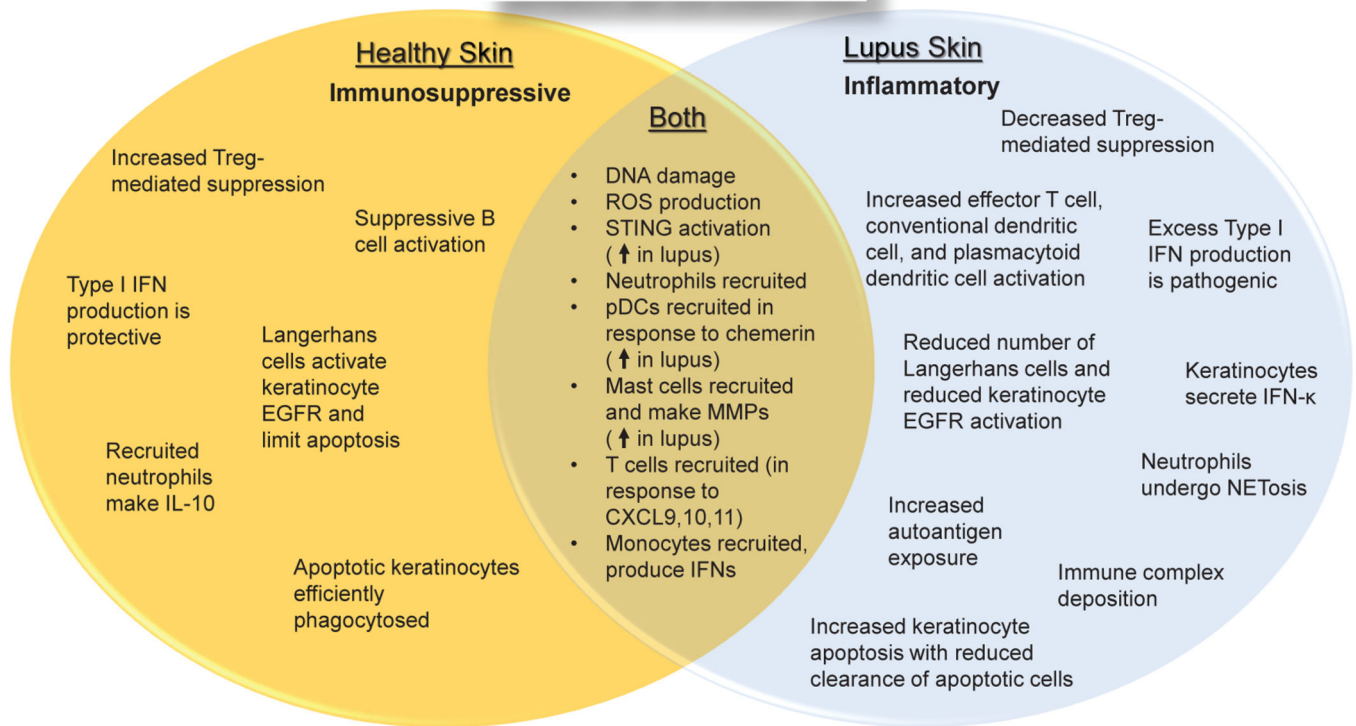 Healthy Skin
Immunosuppressive
Increased Treg-
mediated suppression
Suppressive B
cell activation
Type I IFN
production is
protective
Langerhans
cells activate
keratinocyte
EGFR and
limit apoptosis
Recruited
neutrophils
make IL-10
Apoptotic keratinocytes
efficiently
phagocytosed
Both
• DNA damage
• ROS production
• STING activation
(↑ in lupus)
• Neutrophils recruited
• pDCs recruited in
response to chemerin
(↑ in lupus)
• Mast cells recruited
and make MMPs
(↑ in lupus)
• T cells recruited (in
response to
CXCL9,10,11)
• Monocytes recruited,
produce IFNs
Lupus Skin
Inflammatory
Decreased Treg-
mediated suppression
Increased effector T cell,
conventional dendritic
cell, and plasmacytoid
dendritic cell activation
Excess Type I
IFN production
is pathogenic
Reduced number of
Langerhans cells and
reduced keratinocyte
EGFR activation
Keratinocytes
secrete IFN-κ
Neutrophils
undergo NETosis
Increased
autoantigen
exposure
Immune complex
deposition
Increased keratinocyte
apoptosis with reduced
clearance of apoptotic cells